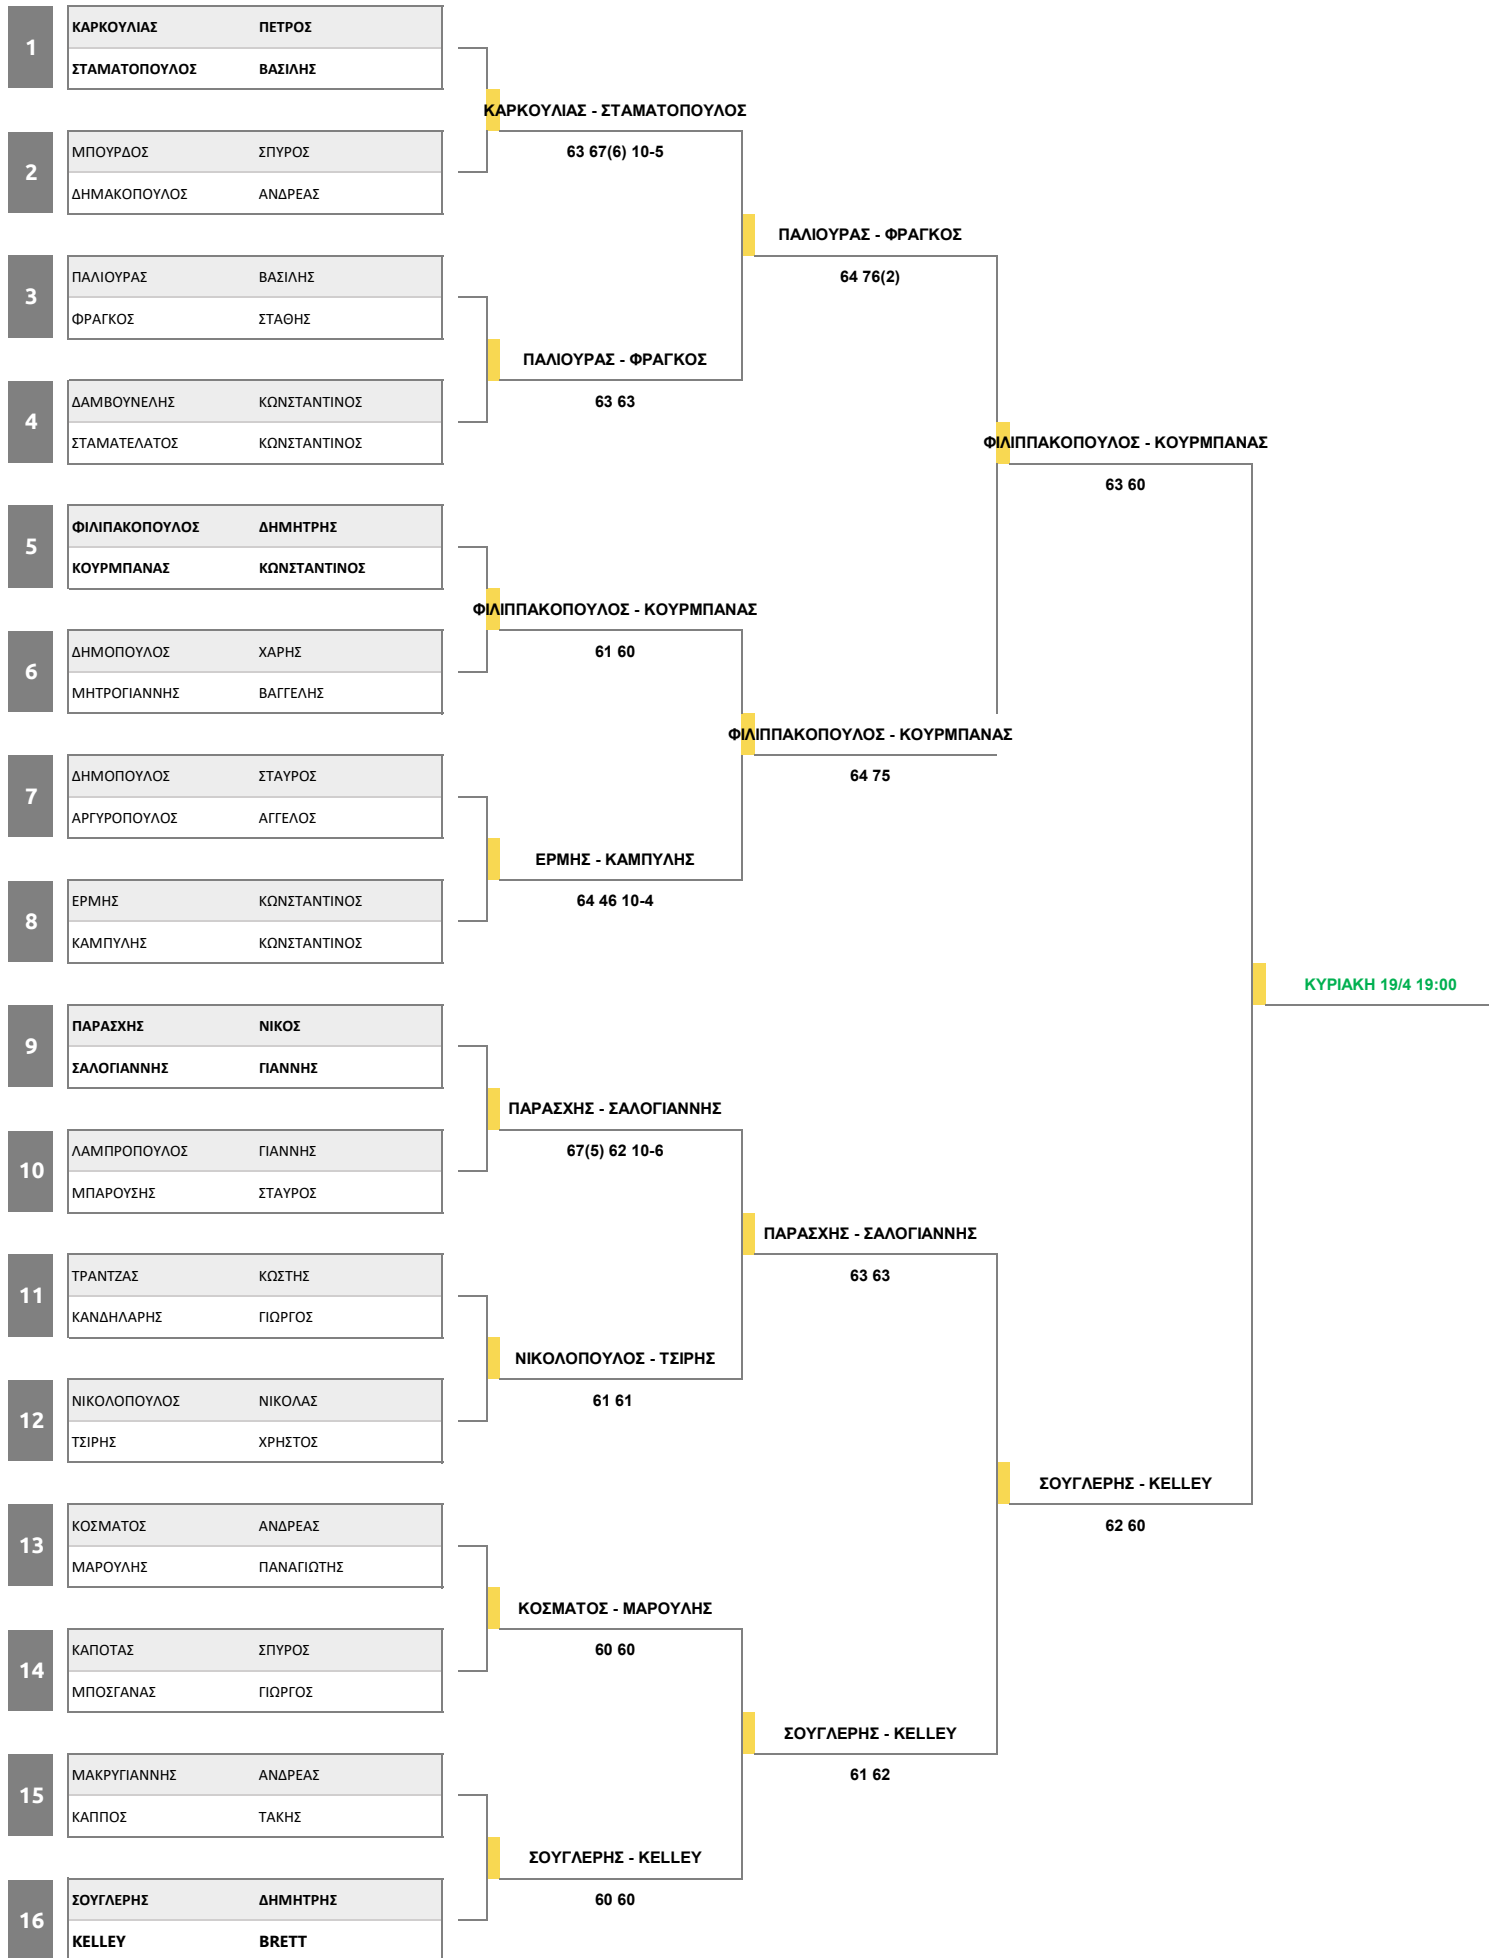 1
ΚΑΡΚΟΥΛΙΑΣ ΠΕΤΡΟΣ
ΣΤΑΜΑΤΟΠΟΥΛΟΣ ΒΑΣΙΛΗΣ
ΚΑΡΚΟΥΛΙΑΣ - ΣΤΑΜΑΤΟΠΟΥΛΟΣ
63 67(6) 10-5
2
ΜΠΟΥΡΔΟΣ ΣΠΥΡΟΣ
ΔΗΜΑΚΟΠΟΥΛΟΣ ΑΝΔΡΕΑΣ
ΠΑΛΙΟΥΡΑΣ - ΦΡΑΓΚΟΣ
64 76(2)
3
ΠΑΛΙΟΥΡΑΣ ΒΑΣΙΛΗΣ
ΦΡΑΓΚΟΣ ΣΤΑΘΗΣ
ΠΑΛΙΟΥΡΑΣ - ΦΡΑΓΚΟΣ
63 63
4
ΔΑΜΒΟΥΝΕΛΗΣ ΚΩΝΣΤΑΝΤΙΝΟΣ
ΣΤΑΜΑΤΕΛΑΤΟΣ ΚΩΝΣΤΑΝΤΙΝΟΣ
ΦΙΛΙΠΠΑΚΟΠΟΥΛΟΣ - ΚΟΥΡΜΠΑΝΑΣ
63 60
5
ΦΙΛΙΠΑΚΟΠΟΥΛΟΣ ΔΗΜΗΤΡΗΣ
ΚΟΥΡΜΠΑΝΑΣ ΚΩΝΣΤΑΝΤΙΝΟΣ
ΦΙΛΙΠΠΑΚΟΠΟΥΛΟΣ - ΚΟΥΡΜΠΑΝΑΣ
61 60
6
ΔΗΜΟΠΟΥΛΟΣ ΧΑΡΗΣ
ΜΗΤΡΟΓΙΑΝΝΗΣ ΒΑΓΓΕΛΗΣ
ΦΙΛΙΠΠΑΚΟΠΟΥΛΟΣ - ΚΟΥΡΜΠΑΝΑΣ
64 75
7
ΔΗΜΟΠΟΥΛΟΣ ΣΤΑΥΡΟΣ
ΑΡΓΥΡΟΠΟΥΛΟΣ ΑΓΓΕΛΟΣ
ΕΡΜΗΣ - ΚΑΜΠΥΛΗΣ
64 46 10-4
8
ΕΡΜΗΣ ΚΩΝΣΤΑΝΤΙΝΟΣ
ΚΑΜΠΥΛΗΣ ΚΩΝΣΤΑΝΤΙΝΟΣ
ΚΥΡΙΑΚΗ 19/4 19:00
9
ΠΑΡΑΣΧΗΣ ΝΙΚΟΣ
ΣΑΛΟΓΙΑΝΝΗΣ ΓΙΑΝΝΗΣ
ΠΑΡΑΣΧΗΣ - ΣΑΛΟΓΙΑΝΝΗΣ
67(5) 62 10-6
10
ΛΑΜΠΡΟΠΟΥΛΟΣ ΓΙΑΝΝΗΣ
ΜΠΑΡΟΥΣΗΣ ΣΤΑΥΡΟΣ
ΠΑΡΑΣΧΗΣ - ΣΑΛΟΓΙΑΝΝΗΣ
63 63
11
ΤΡΑΝΤΖΑΣ ΚΩΣΤΗΣ
ΚΑΝΔΗΛΑΡΗΣ ΓΙΩΡΓΟΣ
ΝΙΚΟΛΟΠΟΥΛΟΣ - ΤΣΙΡΗΣ
61 61
12
ΝΙΚΟΛΟΠΟΥΛΟΣ ΝΙΚΟΛΑΣ
ΤΣΙΡΗΣ ΧΡΗΣΤΟΣ
ΣΟΥΓΛΕΡΗΣ - KELLEY
62 60
13
ΚΟΣΜΑΤΟΣ ΑΝΔΡΕΑΣ
ΜΑΡΟΥΛΗΣ ΠΑΝΑΓΙΩΤΗΣ
ΚΟΣΜΑΤΟΣ - ΜΑΡΟΥΛΗΣ
60 60
14
ΚΑΠΟΤΑΣ ΣΠΥΡΟΣ
ΜΠΟΣΓΑΝΑΣ ΓΙΩΡΓΟΣ
ΣΟΥΓΛΕΡΗΣ - KELLEY
61 62
15
ΜΑΚΡΥΓΙΑΝΝΗΣ ΑΝΔΡΕΑΣ
ΚΑΠΠΟΣ ΤΑΚΗΣ
ΣΟΥΓΛΕΡΗΣ - KELLEY
60 60
16
ΣΟΥΓΛΕΡΗΣ ΔΗΜΗΤΡΗΣ
KELLEY BRETT